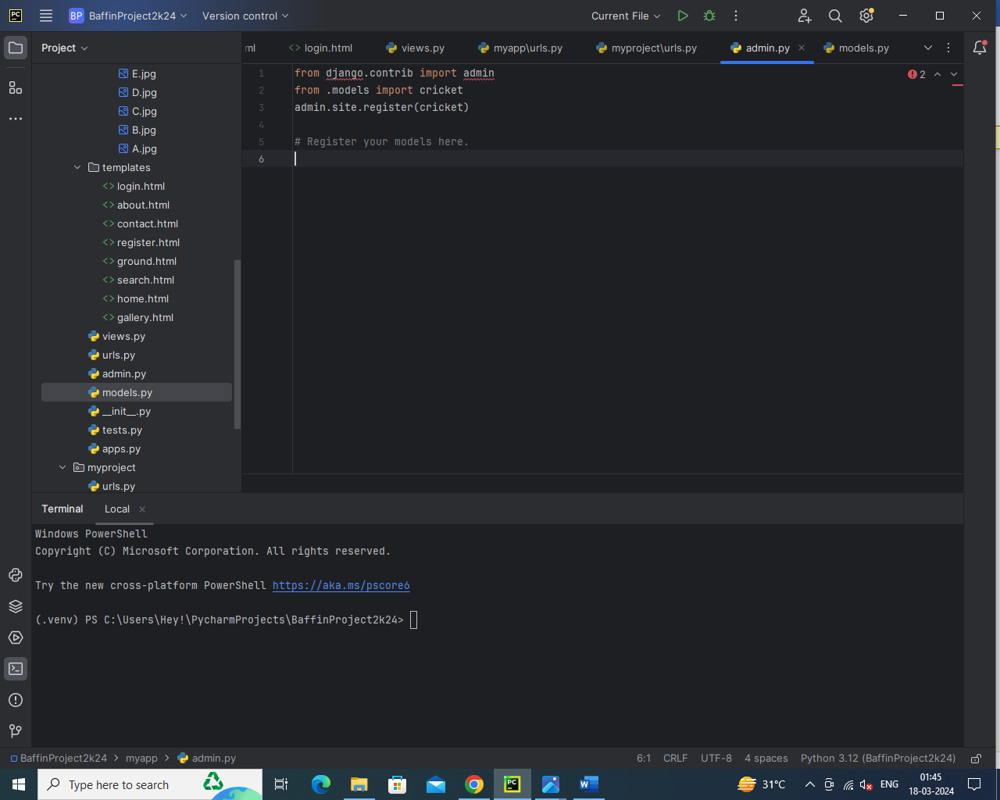 PC
BP BaffinProject2k24
Version control
Current File
Project
ml
login.html
views.py
myapp\urls.py
myproject\urls.py
admin.py
models.py
E.jpg
D.jpg
C.jpg
B.jpg
A.jpg
templates
login.html
about.html
contact.html
register.html
ground.html
search.html
home.html
gallery.html
views.py
urls.py
admin.py
models.py
__init__.py
tests.py
apps.py
myproject
urls.py
1 from django.contrib import admin
2 from .models import cricket
3 admin.site.register(cricket)
4
5 # Register your models here.
6
2
Terminal
Local
Windows PowerShell
Copyright (C) Microsoft Corporation. All rights reserved.
Try the new cross-platform PowerShell https://aka.ms/pscore6
(.venv) PS C:\Users\Hey!\PycharmProjects\BaffinProject2k24>
BaffinProject2k24 > myapp > admin.py
6:1 CRLF UTF-8 4 spaces Python 3.12 (BaffinProject2k24)
Type here to search
PC
W
31°C
ENG
01:45
18-03-2024